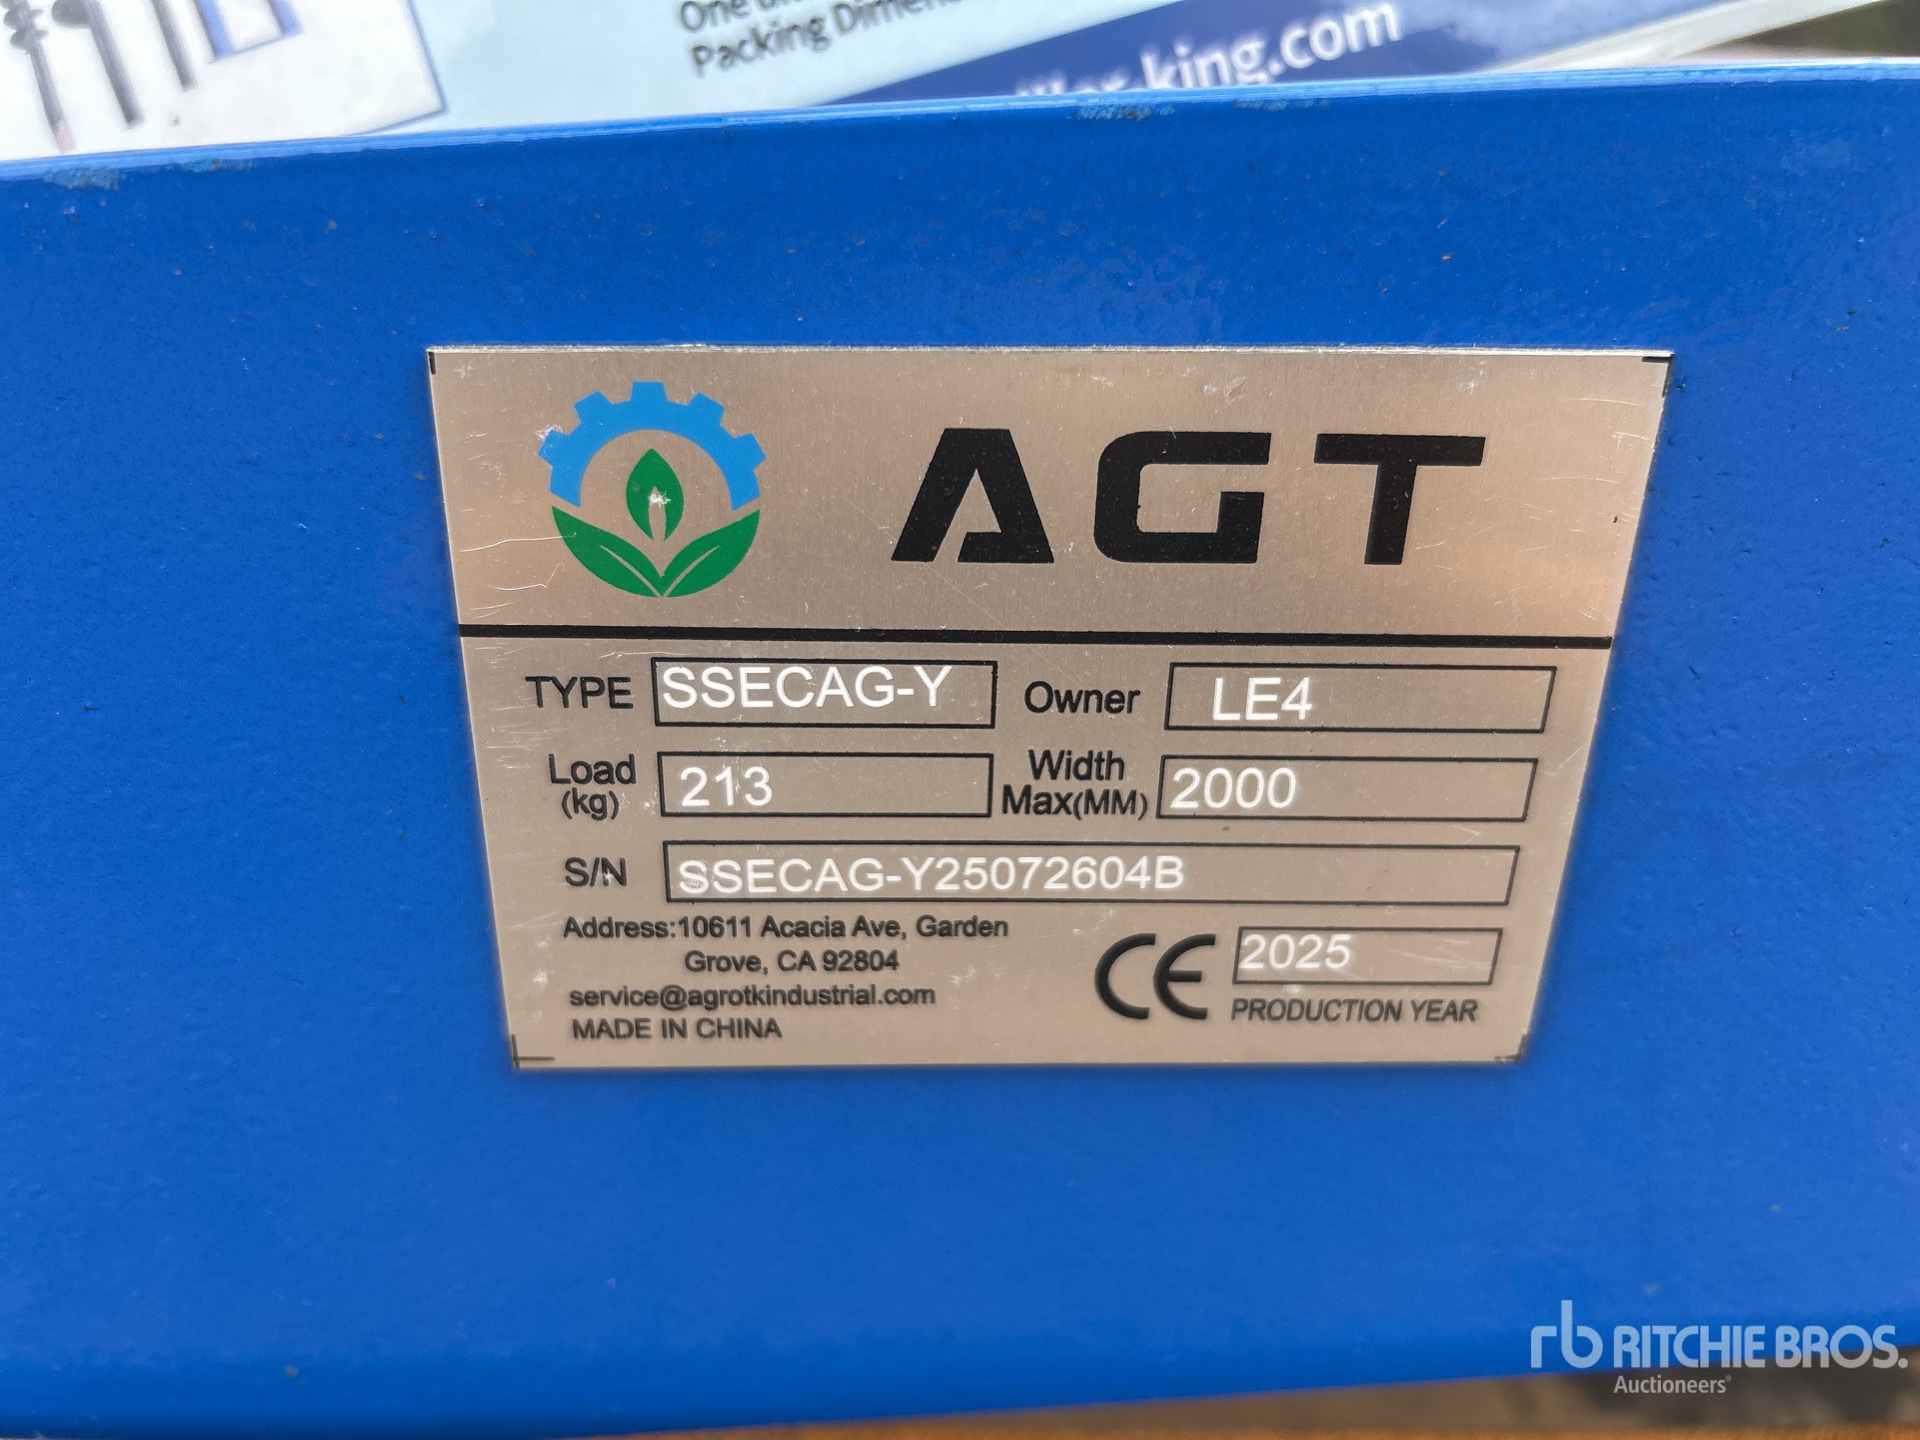 One
Packing
king.com
AGT
TYPE SSECAG-Y Owner LE4
Load (kg) 213 Width Max(MM) 2000
S/N SSECAG-Y25072604B
Address:10611 Acacia Ave, Garden
Grove, CA 92804
service@agrotkindustrial.com
MADE IN CHINA
CE 2025
PRODUCTION YEAR
rb RITCHIE BROS.
Auctioneers